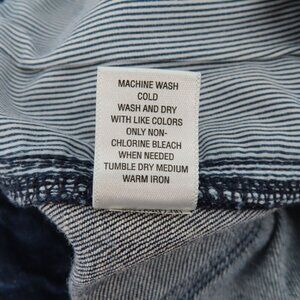 MACHINE WASH
COLD
WASH AND DRY
WITH LIKE COLORS
ONLY NON-
CHLORINE BLEACH
WHEN NEEDED
TUMBLE DRY MEDIUM
WARM IRON